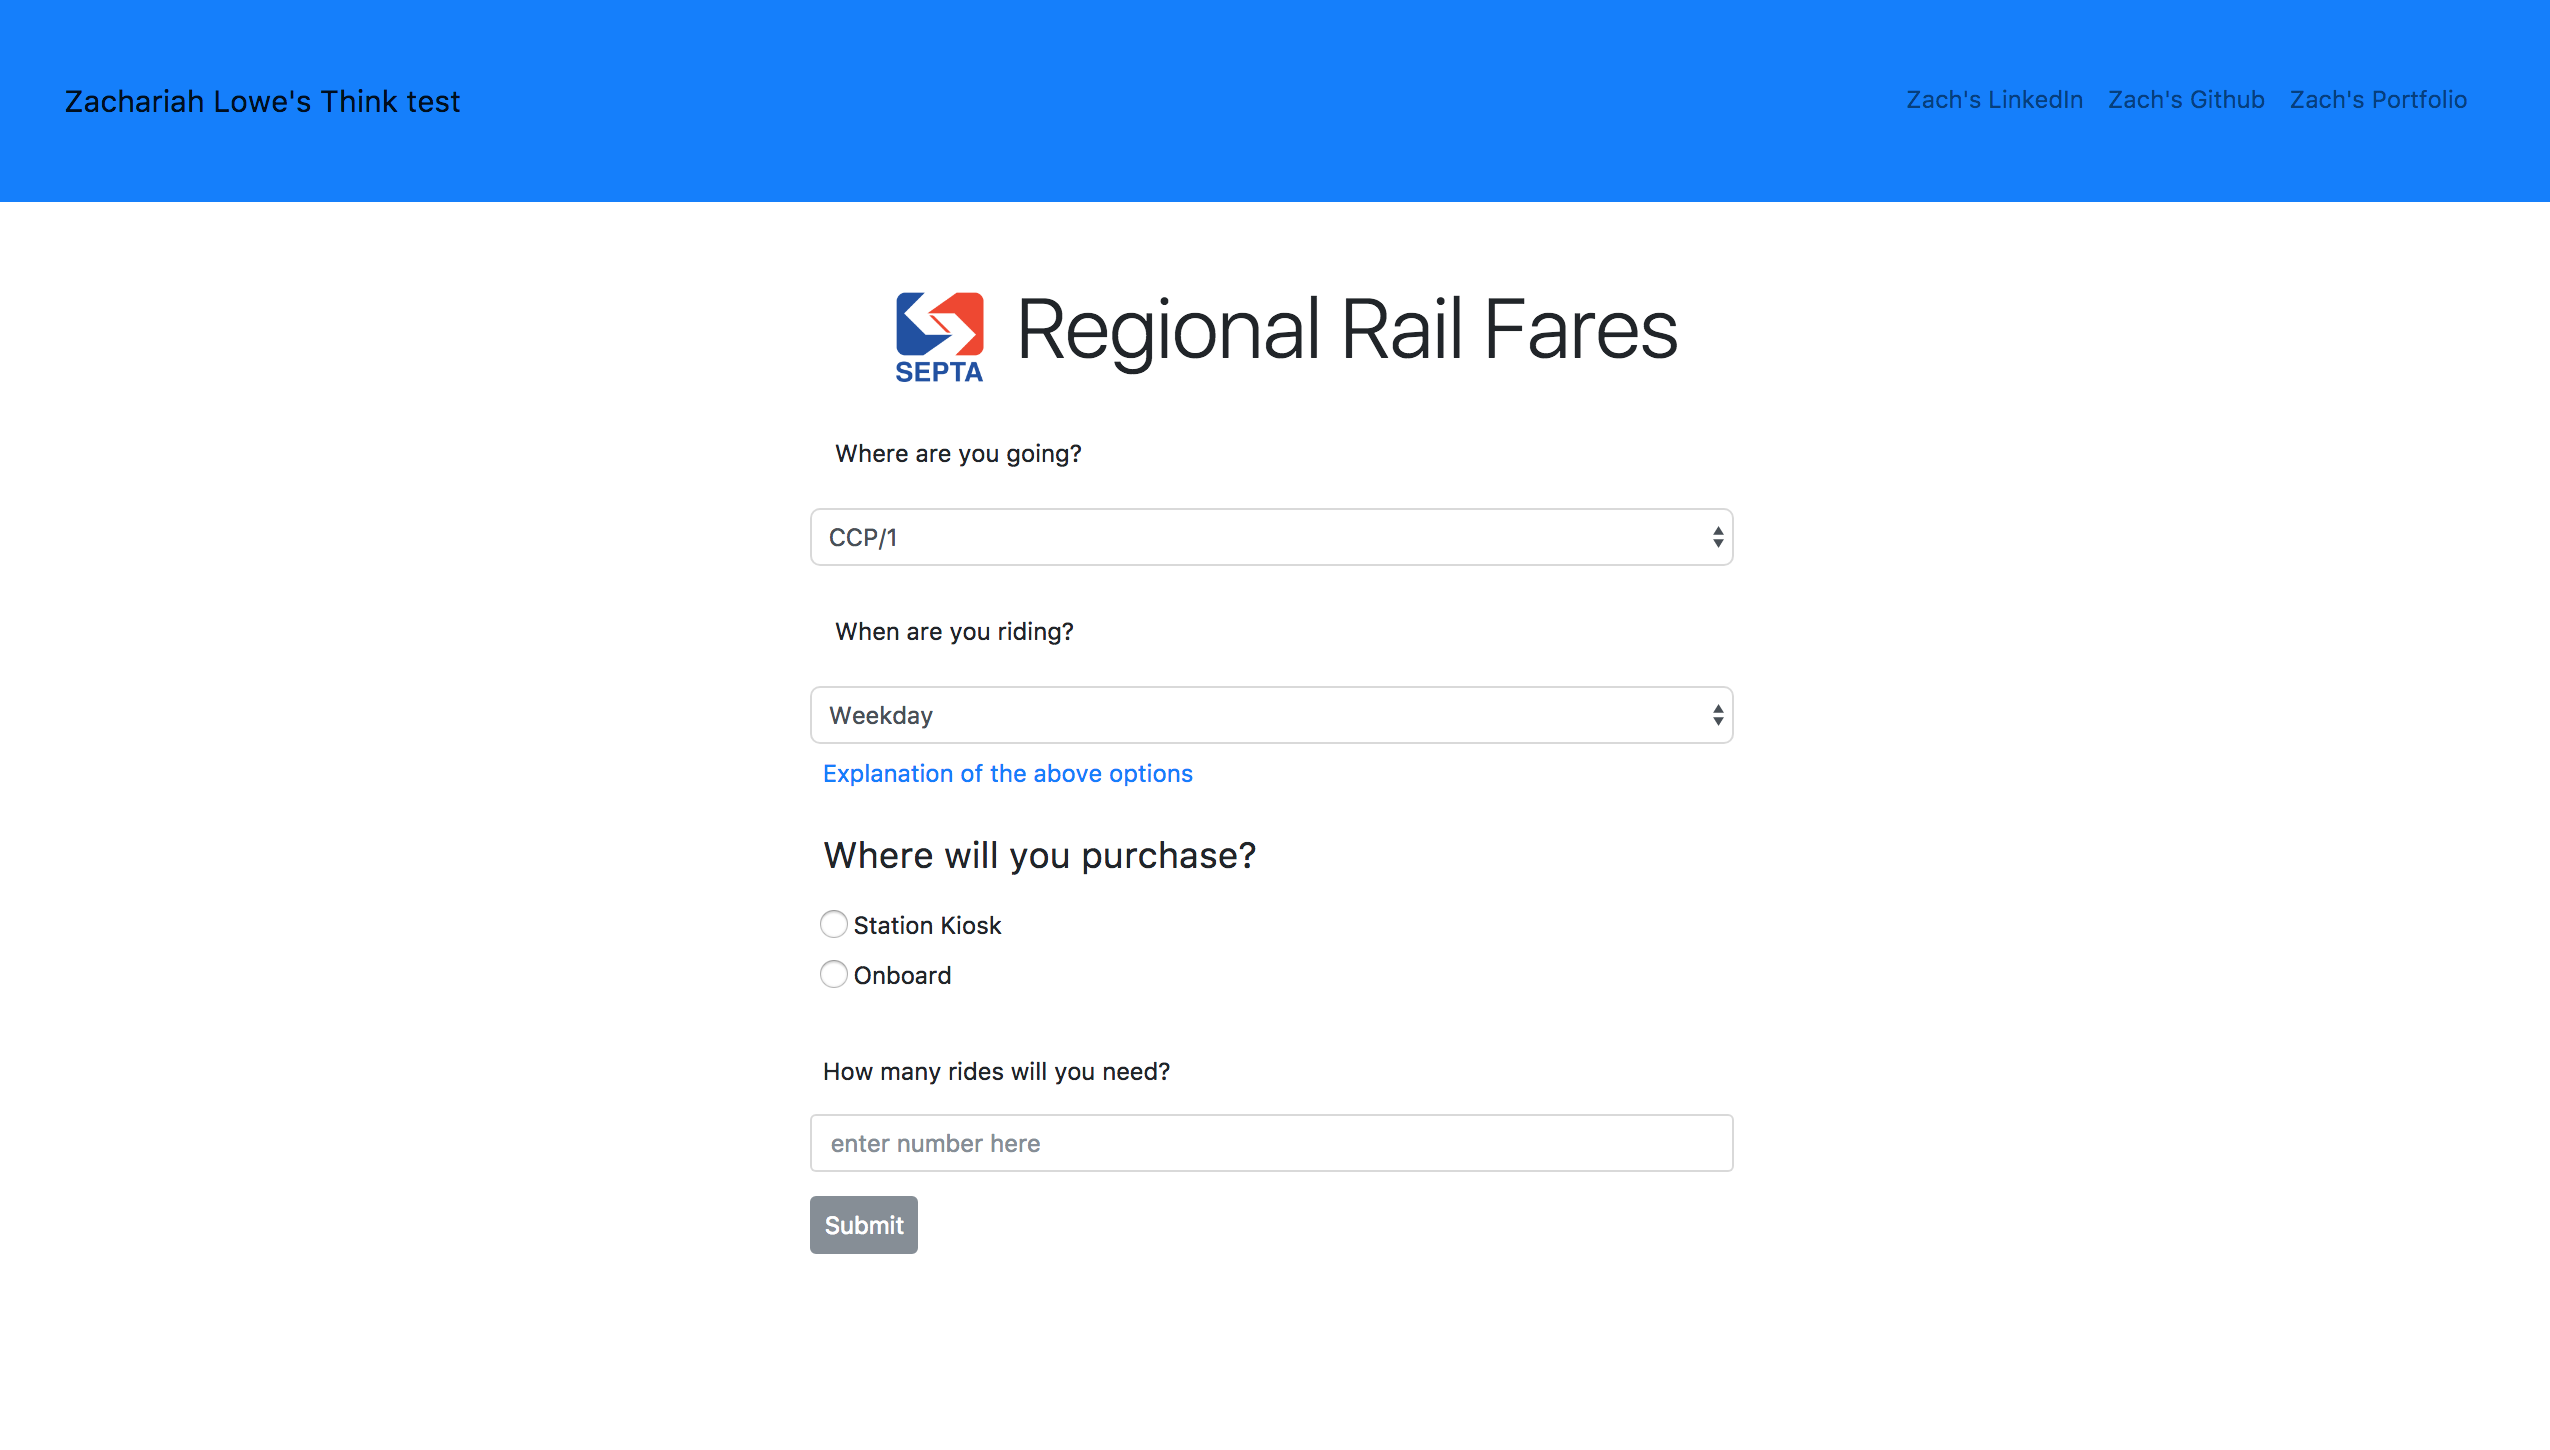 Zachariah Lowe's Think test
Zach's LinkedIn Zach's Github Zach's Portfolio
SEPTA Regional Rail Fares
Where are you going?
CCP/1
When are you riding?
Weekday
Explanation of the above options
Where will you purchase?
Station Kiosk
Onboard
How many rides will you need?
enter number here
Submit